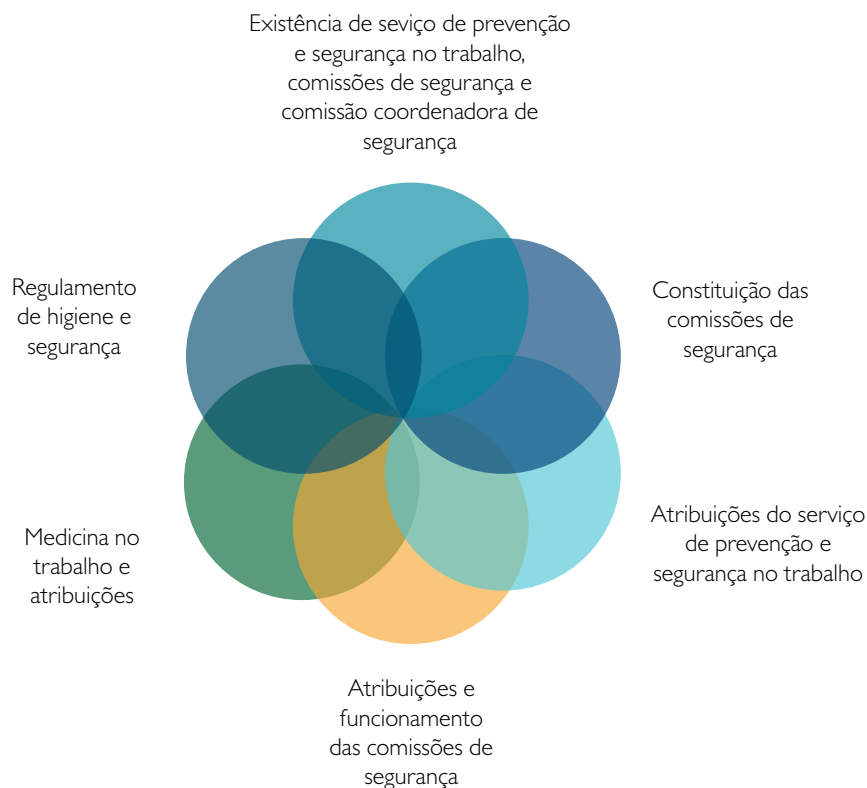 Existência de seviço de prevenção
e segurança no trabalho,
comissões de segurança e
comissão coordenadora de
segurança
Regulamento
de higiene e
segurança
Constituição das
comissões de
segurança
Medicina no
trabalho e
atribuições
Atribuições do serviço
de prevenção e
segurança no trabalho
Atribuições e
funcionamento
das comissões de
segurança